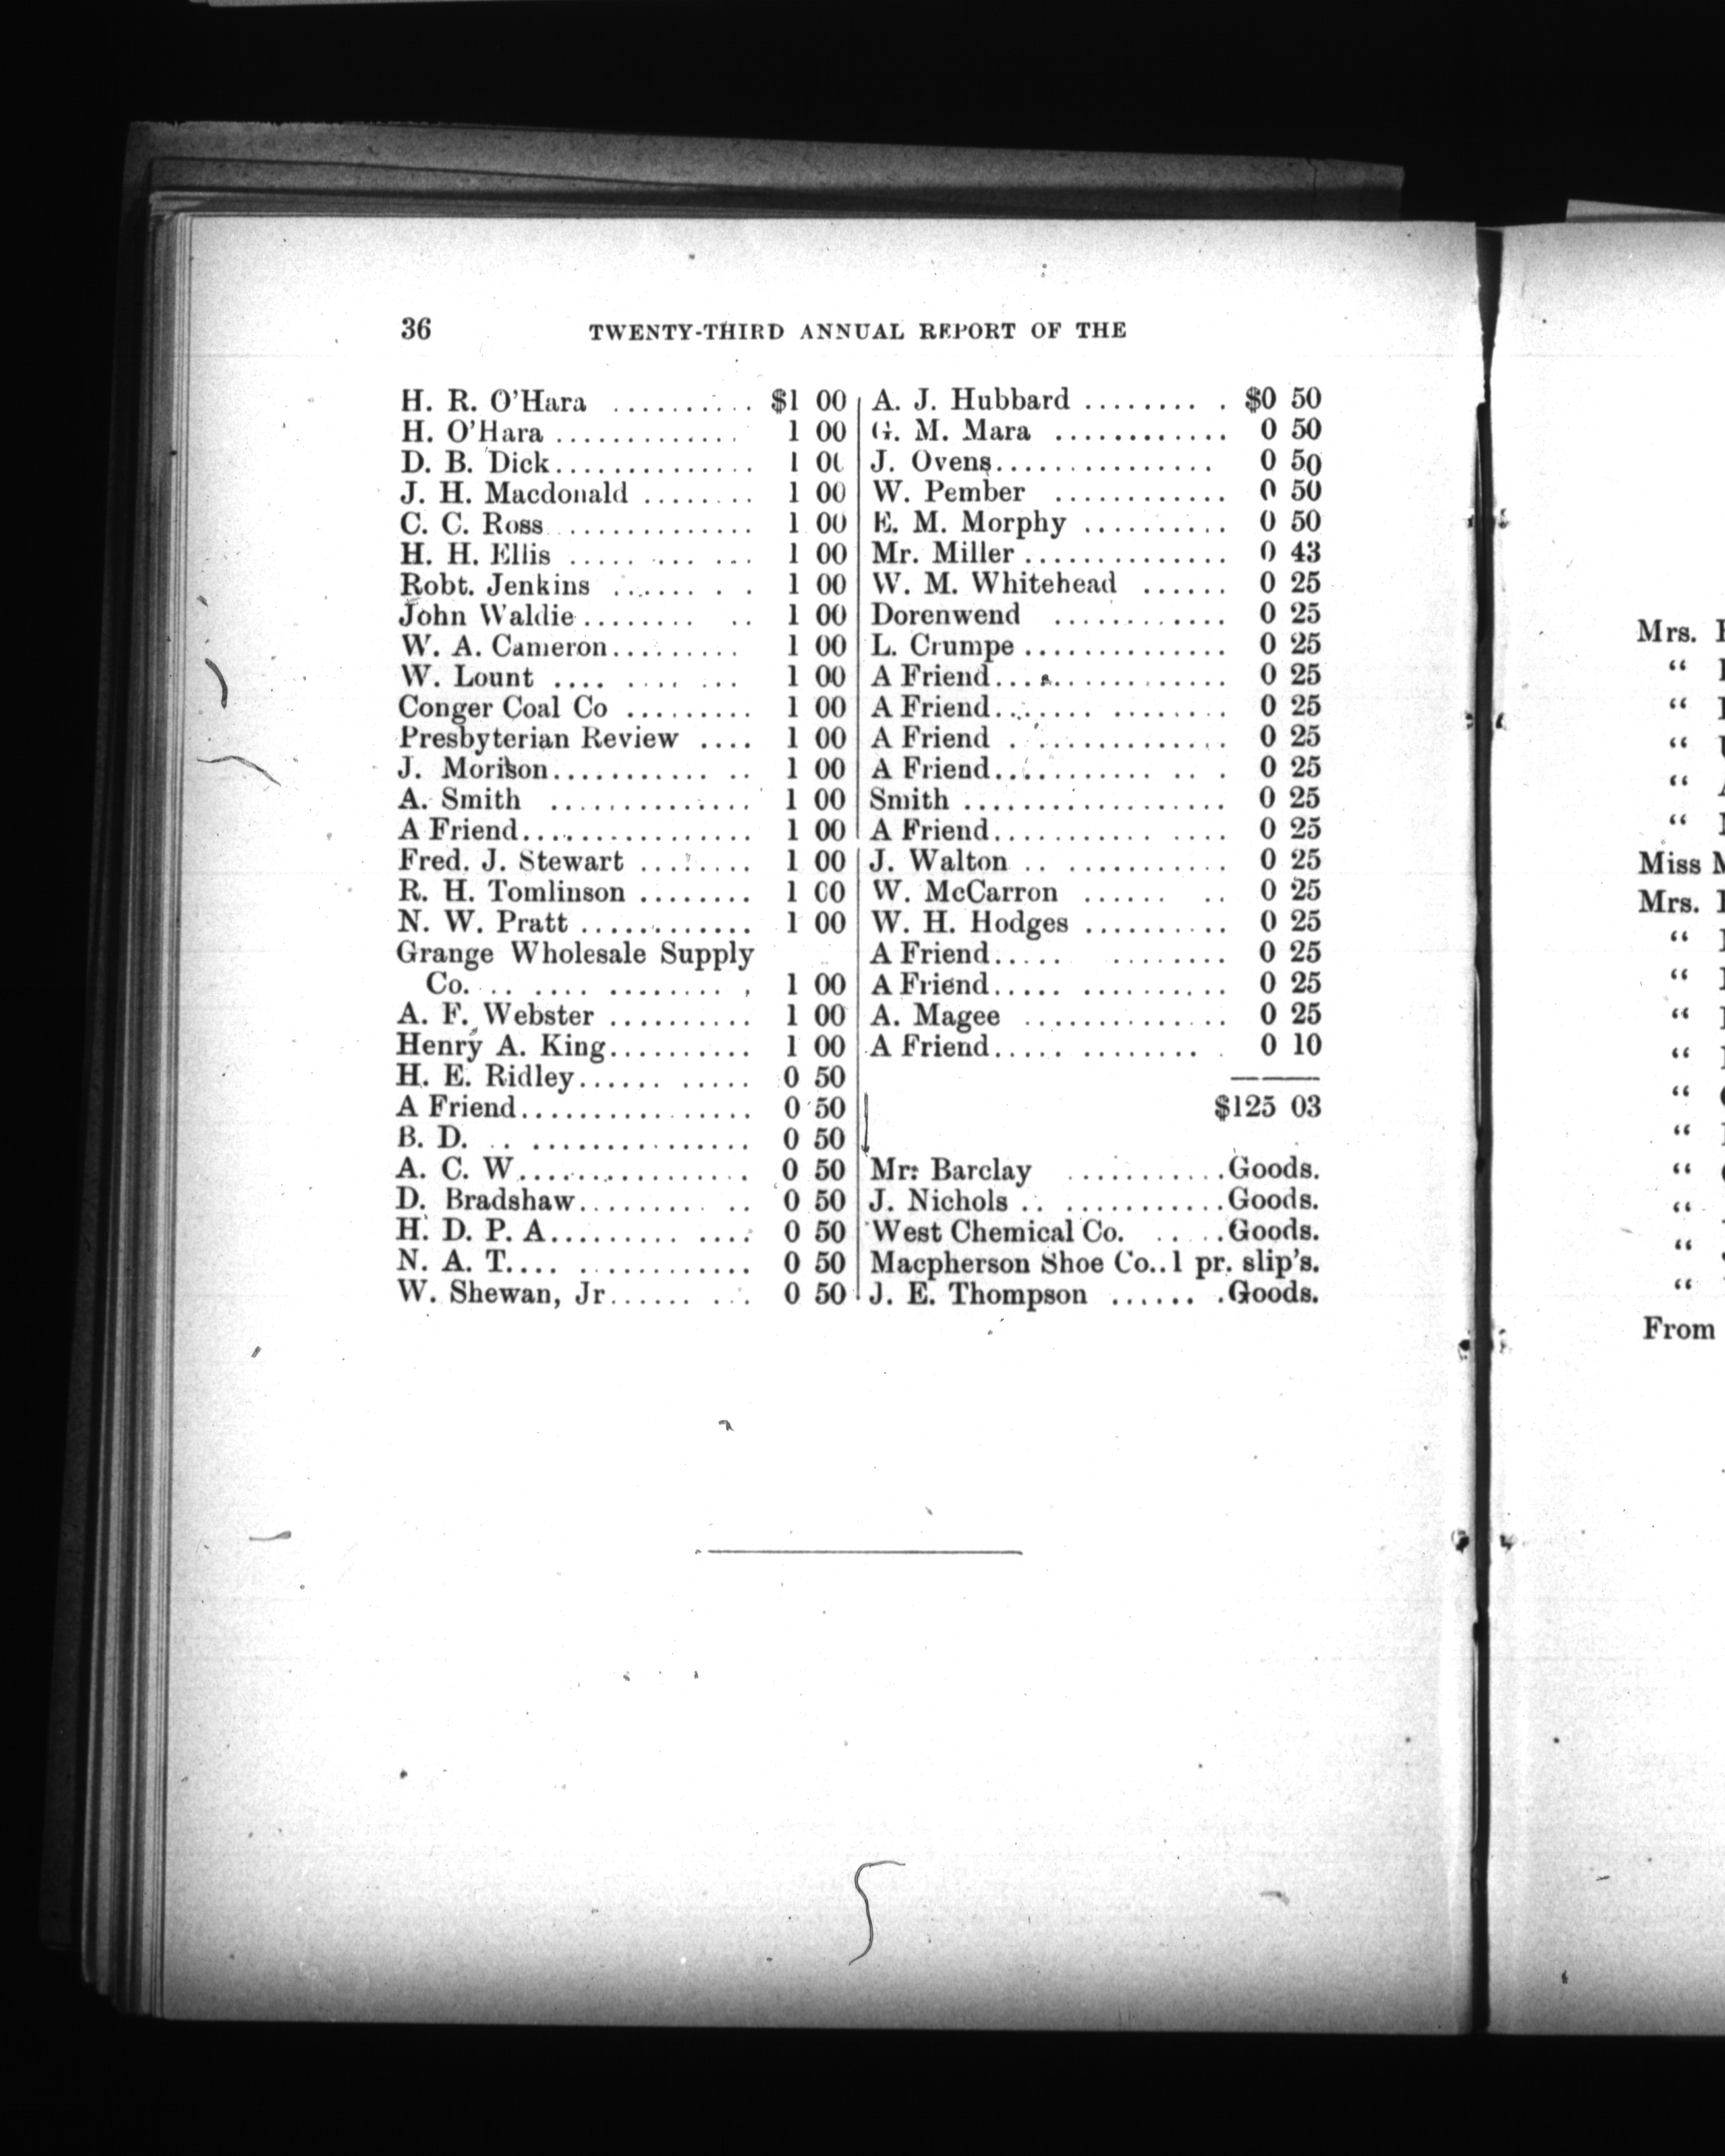 36 TWENTY-THIRD ANNUAL REPORT OF THE
H. R. O'Hara .......... $1 00
H. O'Hara ............. 1 00
D. B. Dick.............. 1 00
J. H. Macdonald ........ 1 00
C. C. Ross.............. 1 00
H. H. Ellis ..... ... ... 1 00
Robt. Jenkins ...... . . 1 00
John Waldie........ .. 1 00
W. A. Cameron......... 1 00
W. Lount .... .... ... 1 00
Conger Coal Co ......... 1 00
Presbyterian Review .... 1 00
J. Morison........... .. 1 00
A. Smith .............. 1 00
A Friend................ 1 00
Fred. J. Stewart ........ 1 00
R. H. Tomlinson ........ 1 00
N. W. Pratt ............ 1 00
Grange Wholesale Supply
Co. .. .... ........ . 1 00
A. F. Webster .......... 1 00
Henry A. King.......... 1 00
H. E. Ridley...... ..... 0 50
A Friend................ 0 50
B. D. .. ............... 0 50
A. C. W................ 0 50
D. Bradshaw......... .. 0 50
H. D. P. A......... .... 0 50
N. A. T.... ............ 0 50
W. Shewan, Jr...... ... 0 50
A. J. Hubbard ........ . $0 50
G. M. Mara ............ 0 50
J. Ovens............... 0 50
W. Pember ............ 0 50
E. M. Morphy .......... 0 50
Mr. Miller.............. 0 43
W. M. Whitehead ...... 0 25
Dorenwend ............ 0 25
L. Crumpe.............. 0 25
A Friend................ 0 25
A Friend....... ........ 0 25
A Friend . ............. 0 25
A Friend........... .. . 0 25
Smith .................. 0 25
A Friend........... .... 0 25
J. Walton .. ........... 0 25
W. McCarron ...... .. 0 25
W. H. Hodges .......... 0 25
A Friend..... ........ 0 25
A Friend..... .......... 0 25
A. Magee .............. 0 25
A Friend..... ........ . 0 10
$125 03
Mr. Barclay ...........Goods.
J. Nichols .. ............Goods.
West Chemical Co. .. ..Goods.
Macpherson Shoe Co..1 pr. slip's.
J. E. Thompson ...... .Goods.
Mrs.
“
“
“
“
“
Miss
Mrs.
“
“
“
“
“
“
“
“
“
“
From